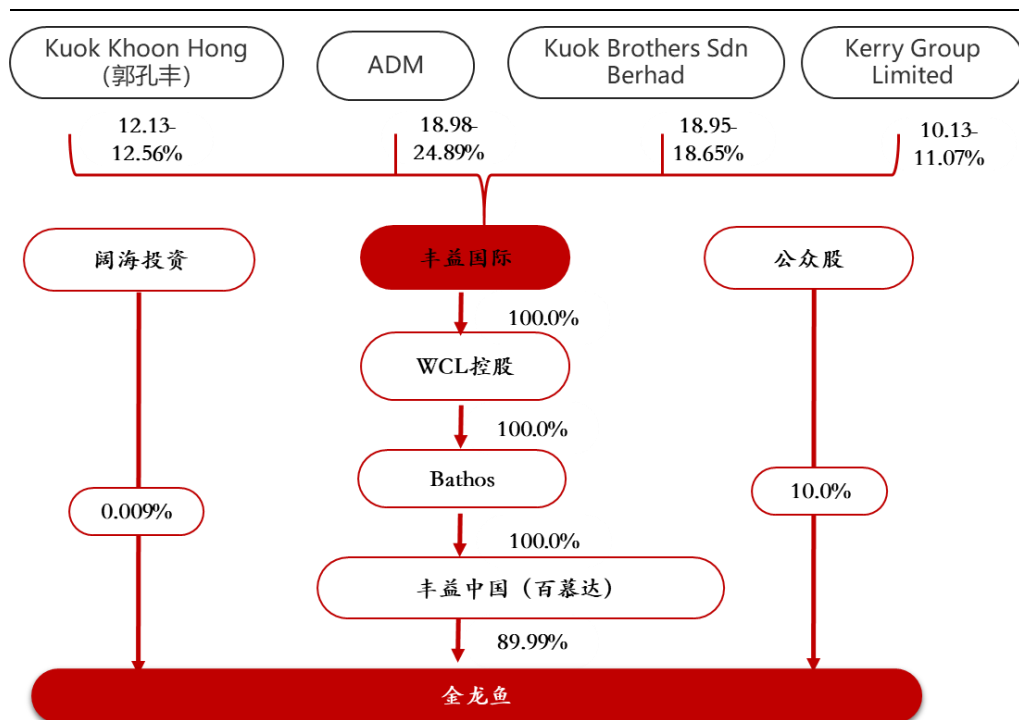 Kuok Khoon Hong
(郭孔丰)
ADM
Kuok Brothers Sdn
Berhad
Kerry Group
Limited
12.13-
12.56%
18.98-
24.89%
18.95-
18.65%
10.13-
11.07%
阔海投资
丰益国际
公众股
100.0%
WCL控股
100.0%
Bathos
0.009%
10.0%
100.0%
丰益中国（百慕达）
89.99%
金龙鱼